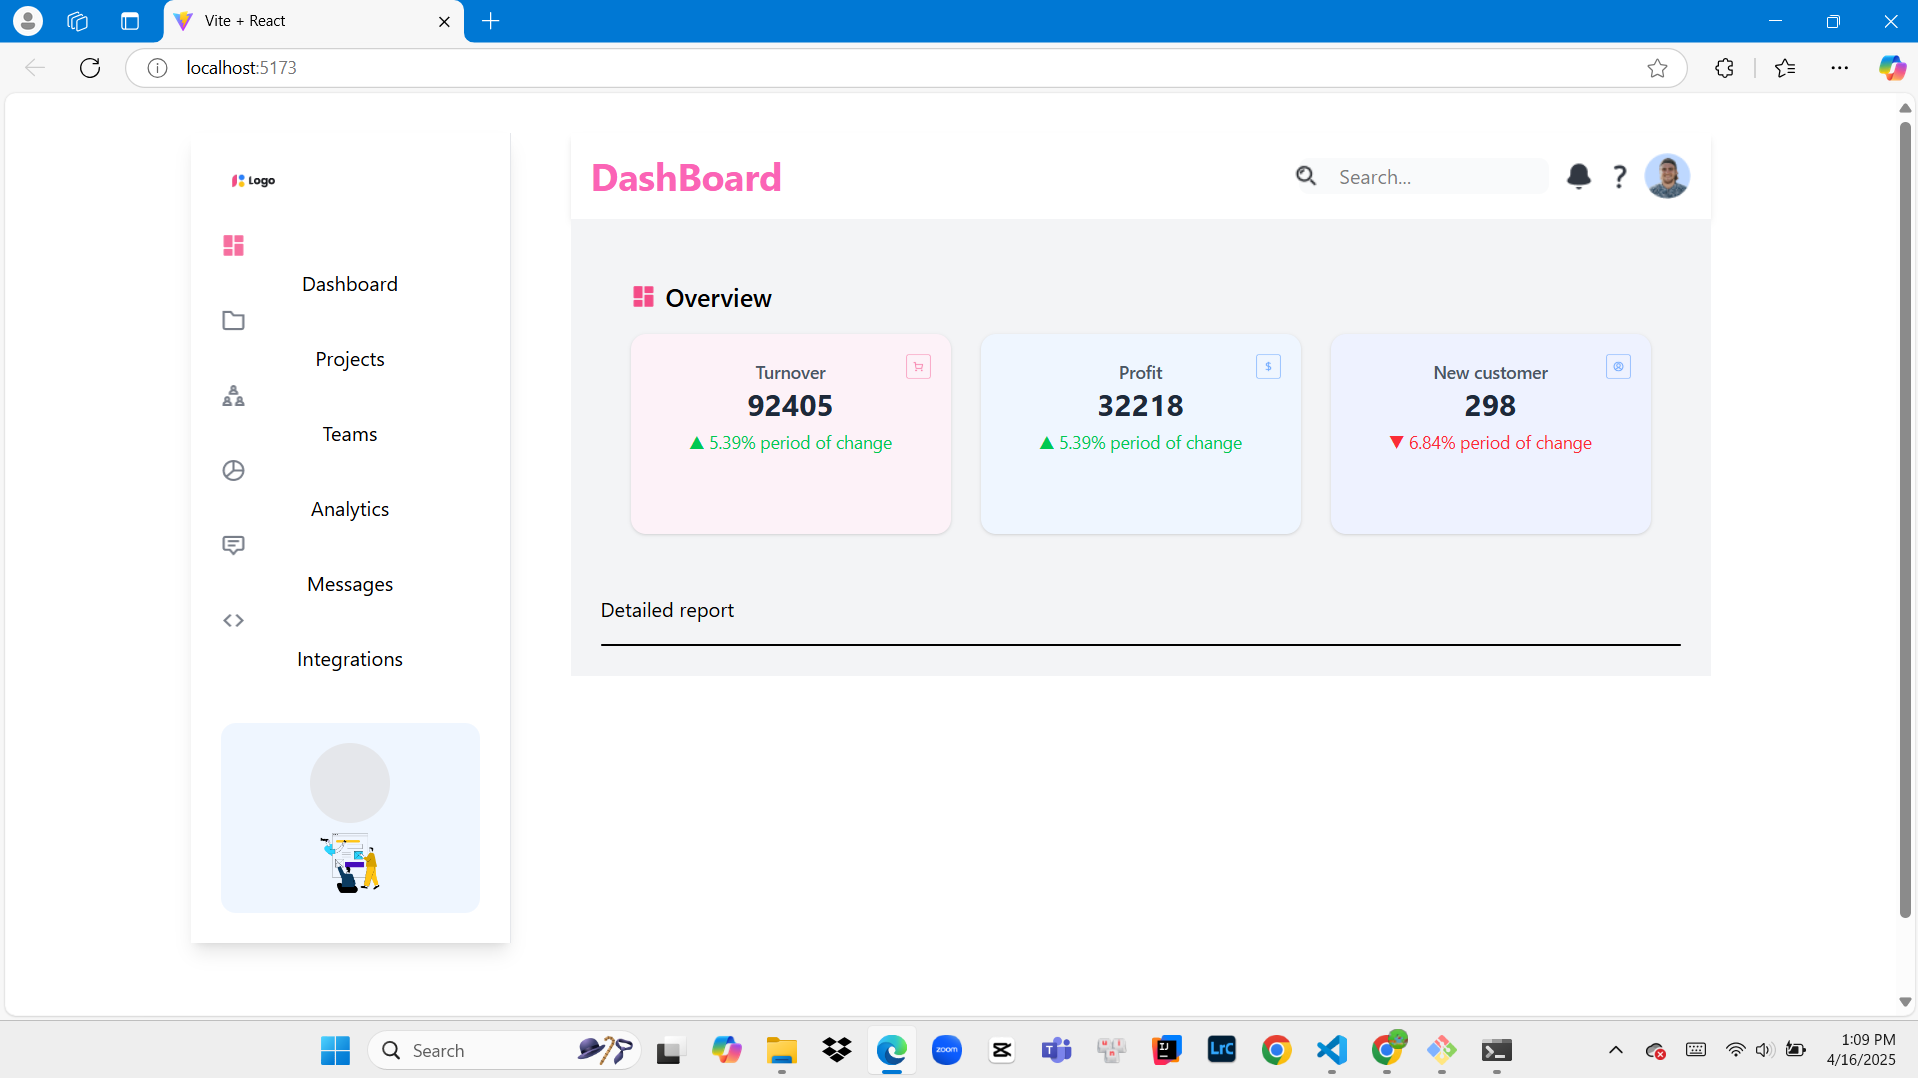 Vite + React
localhost:5173
Logo
Dashboard
Projects
Teams
Analytics
Messages
Integrations
DashBoard
Search...
?
Overview
Turnover
92405
▲ 5.39% period of change
$
Profit
32218
▲ 5.39% period of change
New customer
298
▼ 6.84% period of change
Detailed report
Search
zoom
LrC
1:09 PM
4/16/2025